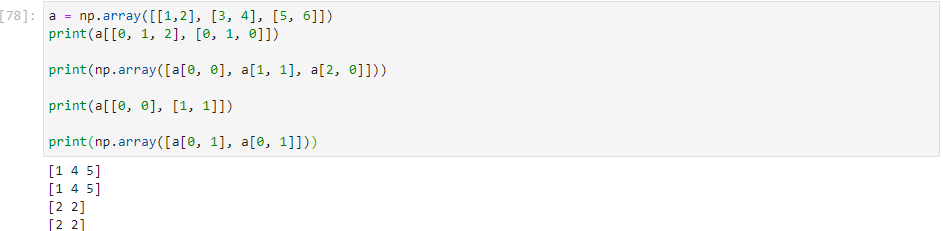 [78]: a = np.array([[1,2], [3, 4], [5, 6]])
print(a[[0, 1, 2], [0, 1, 0]])
print(np.array([a[0, 0], a[1, 1], a[2, 0]]))
print(a[[0, 0], [1, 1]])
print(np.array([a[0, 1], a[0, 1]]))
[1 4 5]
[1 4 5]
[2 2]
[2 2]